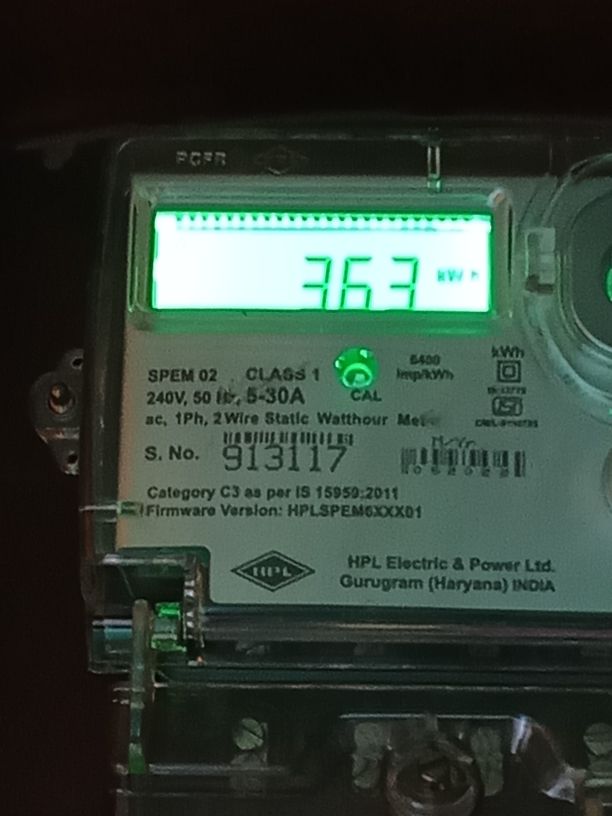 363 kWh
6400
imp/kWh
kWh
SPEM 02 CLASS 1
240V, 50 Hz, 5-30A
CAL
ac, 1Ph, 2 Wire Static Watthour Meter
M/Yr.
S. No. 913117
062022
Category C3 as per IS 15959:2011
Firmware Version: HPLSPEM6XXX01
HPL
HPL Electric & Power Ltd.
Gurugram (Haryana) INDIA